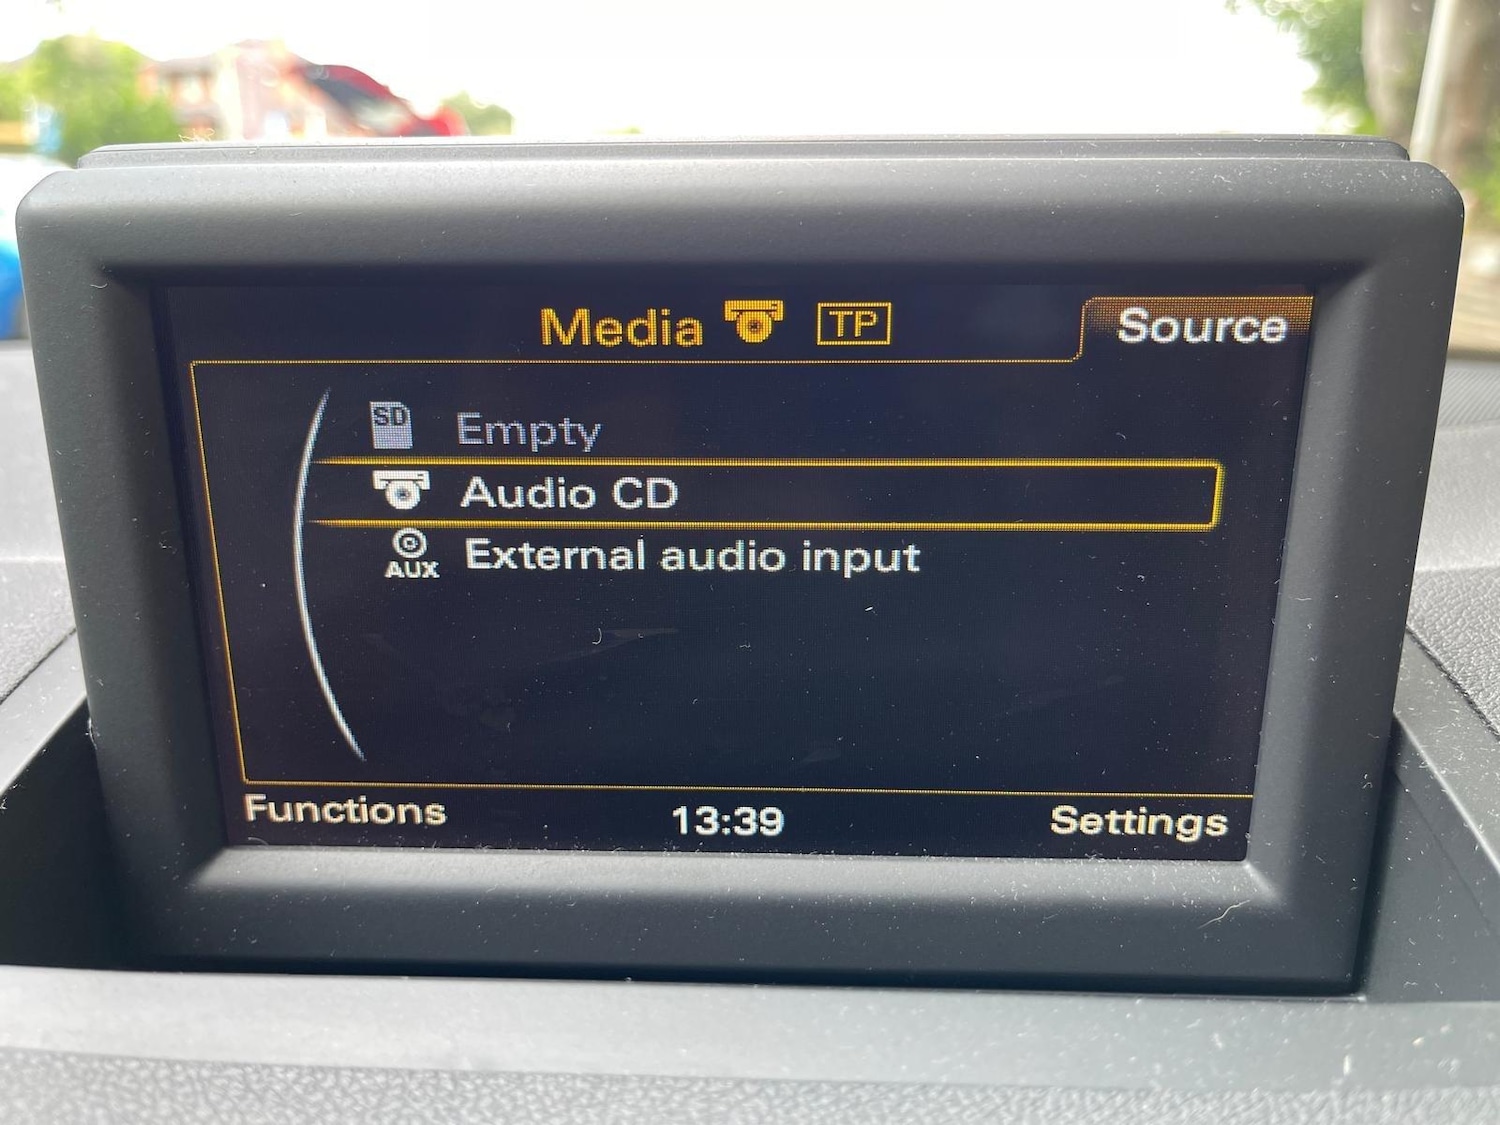 Media TP Source
SD Empty
Audio CD
AUX External audio input
Functions 13:39 Settings